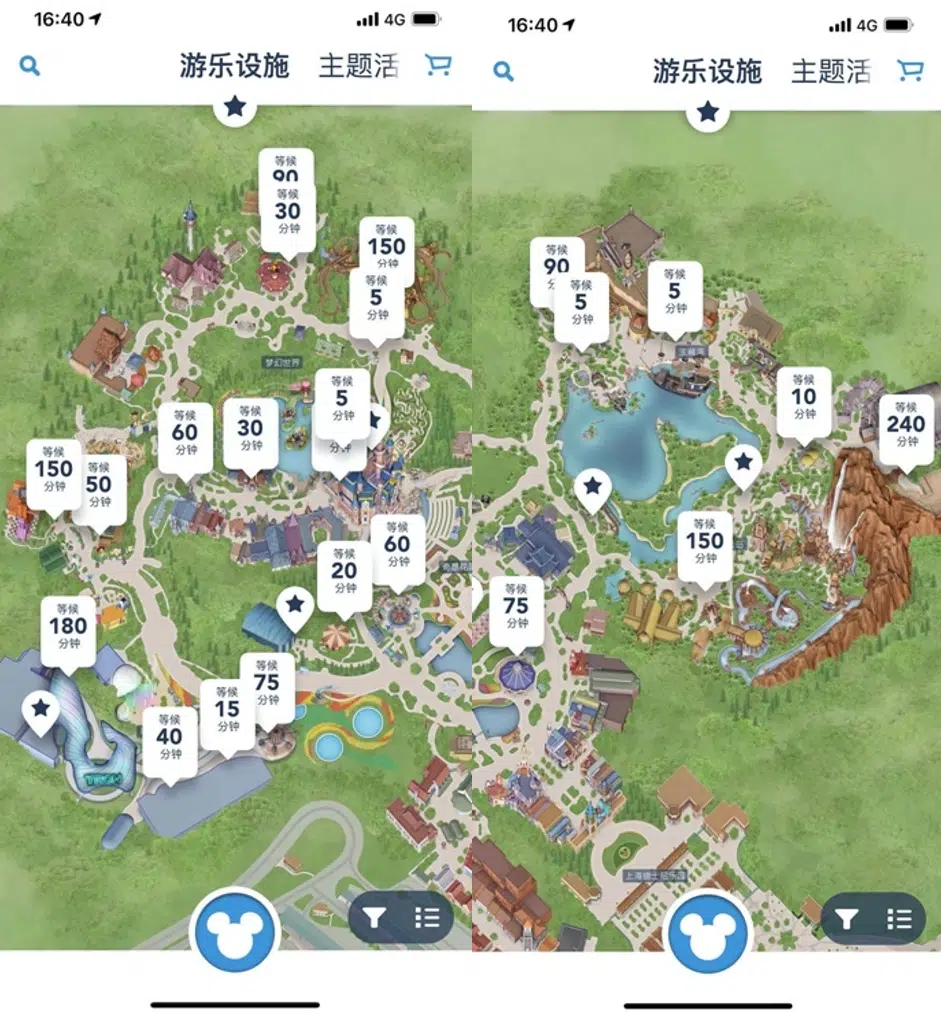 16:40
4G
游乐设施
主题活
等候
90
等候
30
分钟
等候
150
分钟
等候
5
分钟
梦幻世界
等候
5
分钟
分钟
等候
60
分钟
等候
30
分钟
等候
150
分钟
等候
50
分钟
等候
60
分钟
等候
20
分钟
奇想花
等候
180
分钟
等候
75
分钟
等候
15
分钟
等候
40
分钟
TRON
16:40
4G
游乐设施
主题活
等候
90
等候
5
分钟
等候
5
分钟
宝藏湾
等候
10
分钟
等候
240
分钟
等候
150
分钟
等候
75
分钟
上海迪士尼乐园